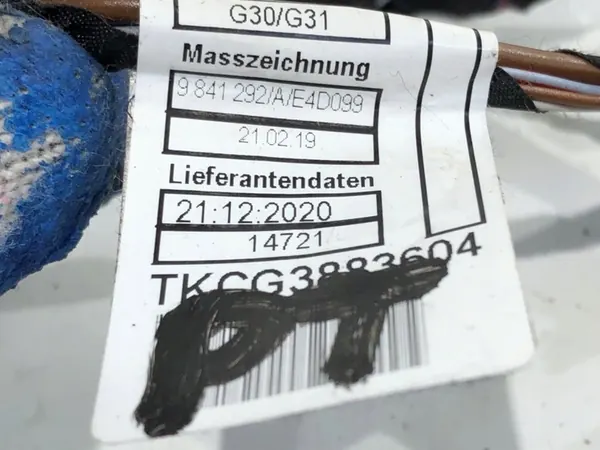 G30/G31
Masszeichnung
9 841 292/A/E4D099
21.02.19
Lieferantendaten
21:12:2020
14721
TKCG3883604
PT